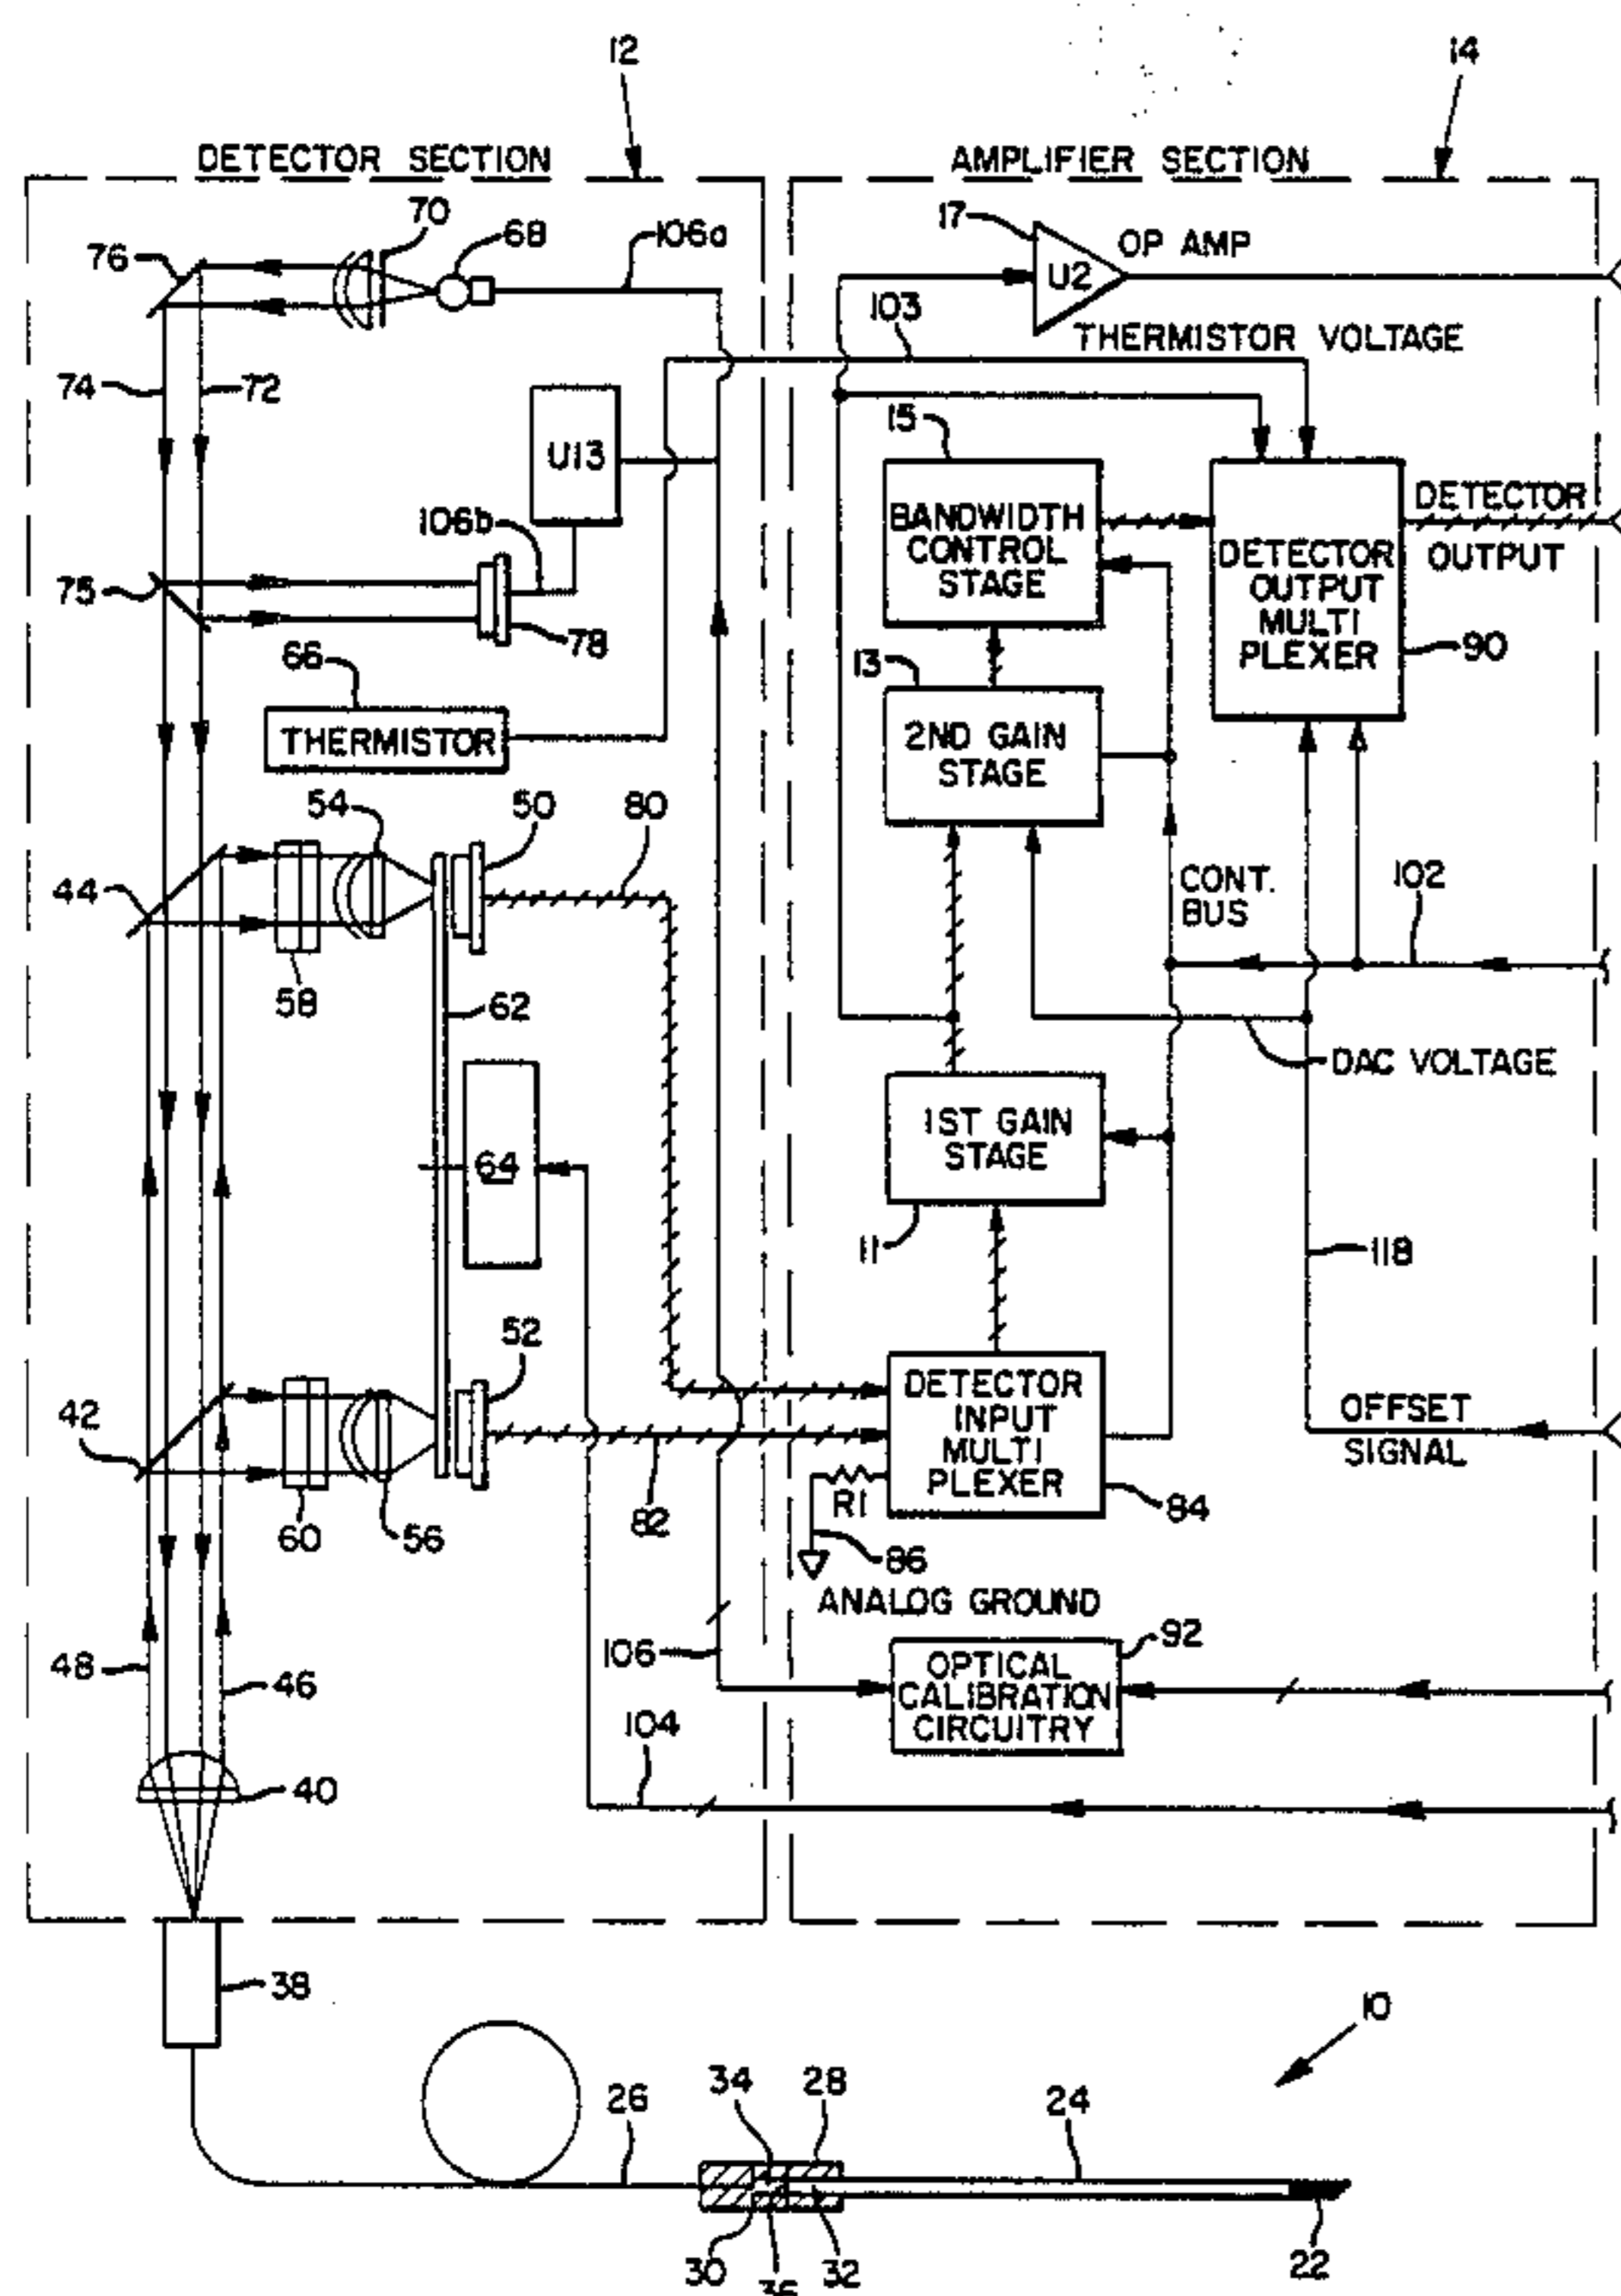 12
14
DETECTOR SECTION
AMPLIFIER SECTION
70
68
106a
17
OP AMP
76
U2
103
THERMISTOR VOLTAGE
74
72
15
U13
BANDWIDTH
CONTROL
STAGE
DETECTOR
OUTPUT
DETECTOR
OUTPUT
MULTI
PLEXER
106b
75
78
90
66
13
THERMISTOR
2ND GAIN
STAGE
54
50
80
44
CONT.
BUS
102
58
62
DAC VOLTAGE
64
1ST GAIN
STAGE
11
118
52
42
DETECTOR
INPUT
MULTI
PLEXER
OFFSET
SIGNAL
60
56
82
R1
84
86
ANALOG GROUND
92
48
46
106
OPTICAL
CALIBRATION
CIRCUITRY
104
40
38
10
34
28
24
26
30
36
32
22